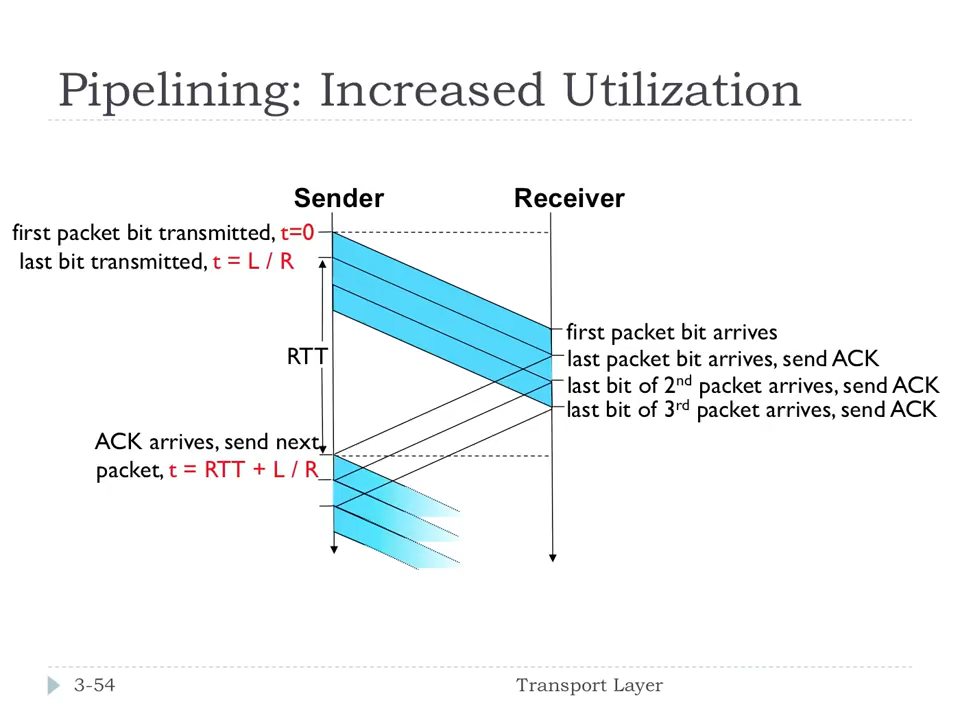 Pipelining: Increased Utilization
Sender
Receiver
first packet bit transmitted, t=0
last bit transmitted, t = L / R
RTT
first packet bit arrives
last packet bit arrives, send ACK
last bit of 2nd packet arrives, send ACK
last bit of 3rd packet arrives, send ACK
ACK arrives, send next
packet, t = RTT + L / R
3-54
Transport Layer